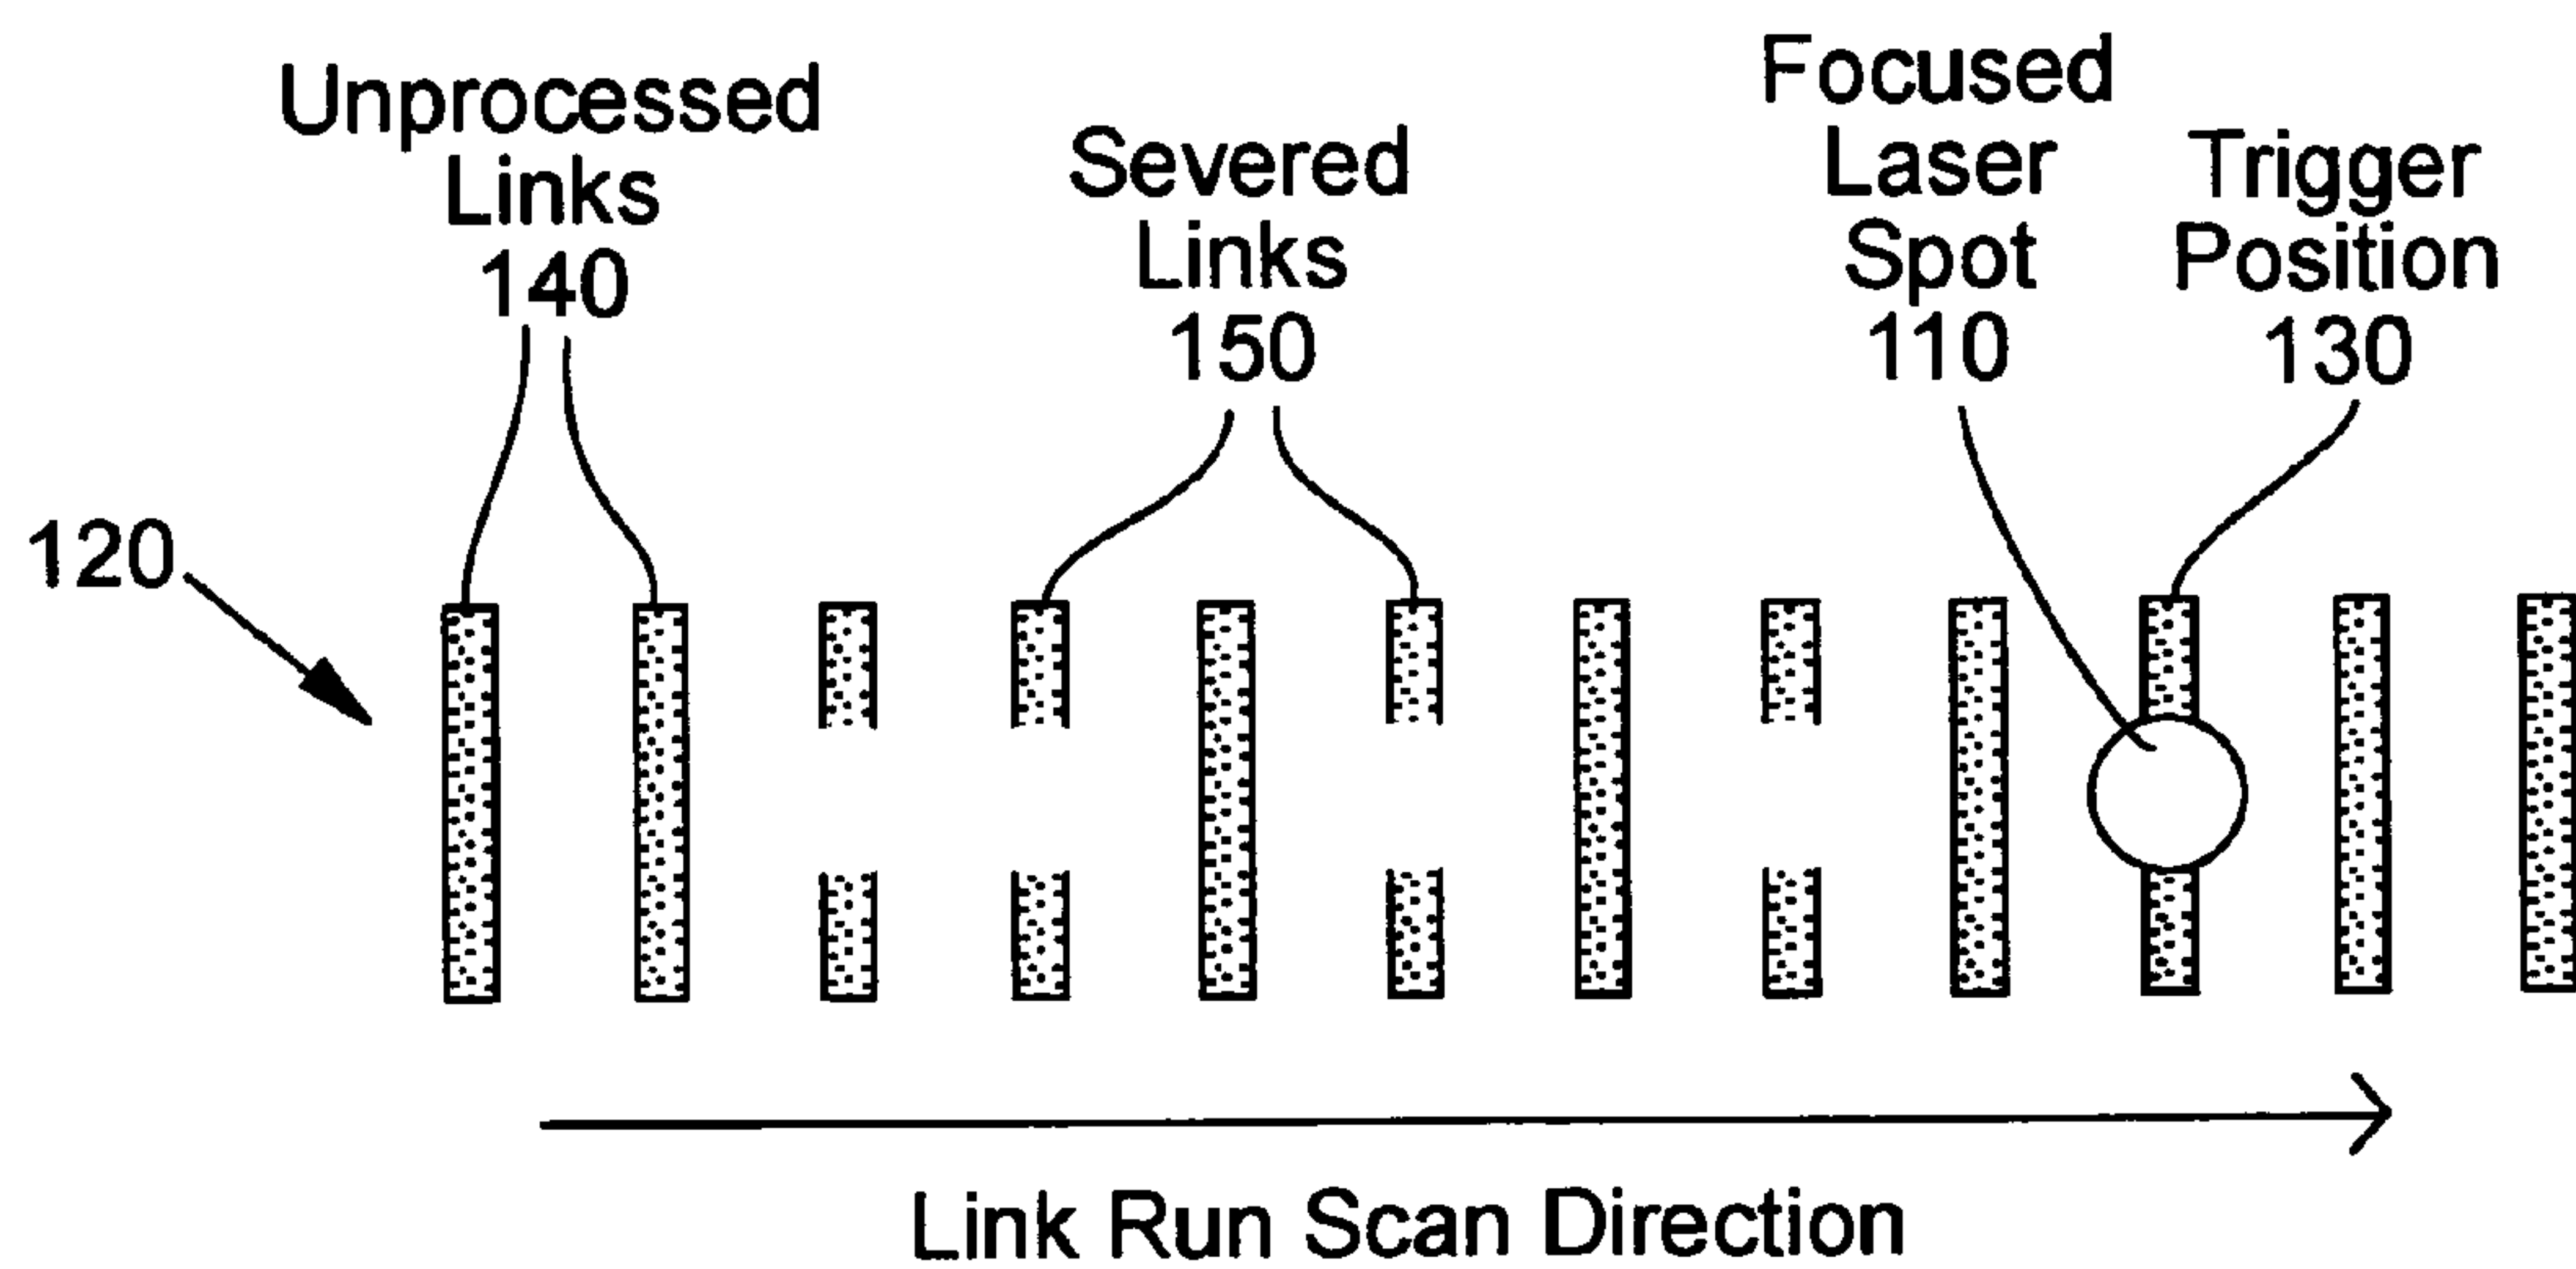 Unprocessed
Links
140
Severed
Links
150
Focused
Laser
Spot
110
Trigger
Position
130
120
Link Run Scan Direction